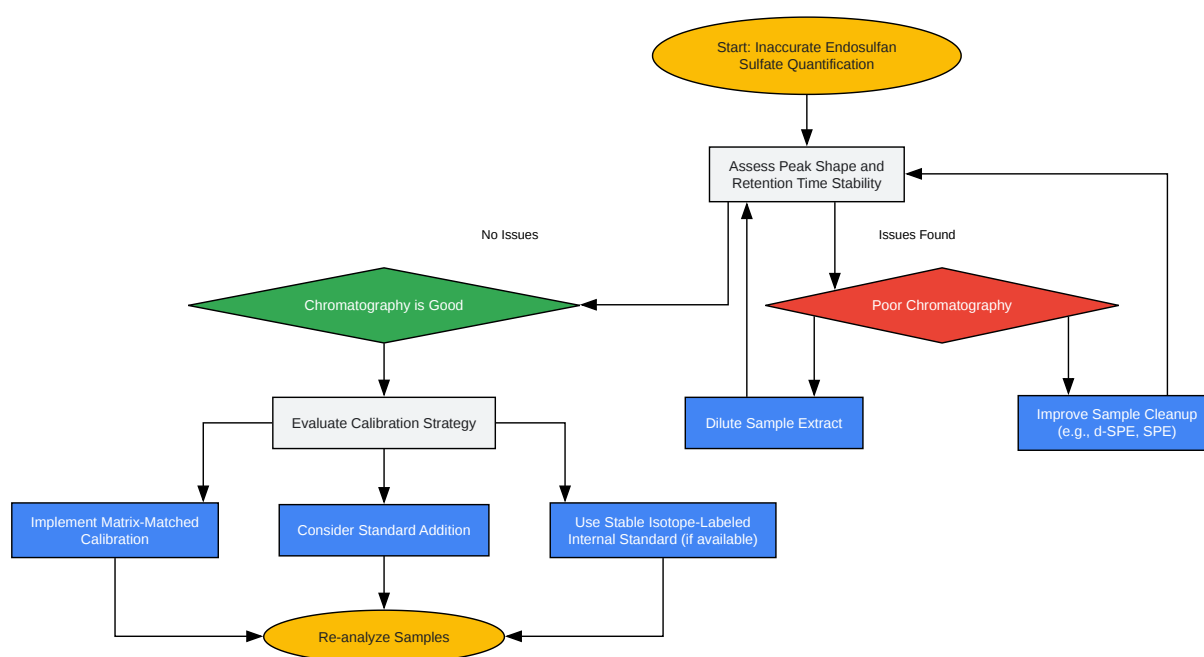 Start: Inaccurate Endosulfan
Sulfate Quantification
Assess Peak Shape and
Retention Time Stability
No Issues
Issues Found
Chromatography is Good
Poor Chromatography
Evaluate Calibration Strategy
Dilute Sample Extract
Improve Sample Cleanup
(e.g., d-SPE, SPE)
Implement Matrix-Matched
Calibration
Consider Standard Addition
Use Stable Isotope-Labeled
Internal Standard (if available)
Re-analyze Samples